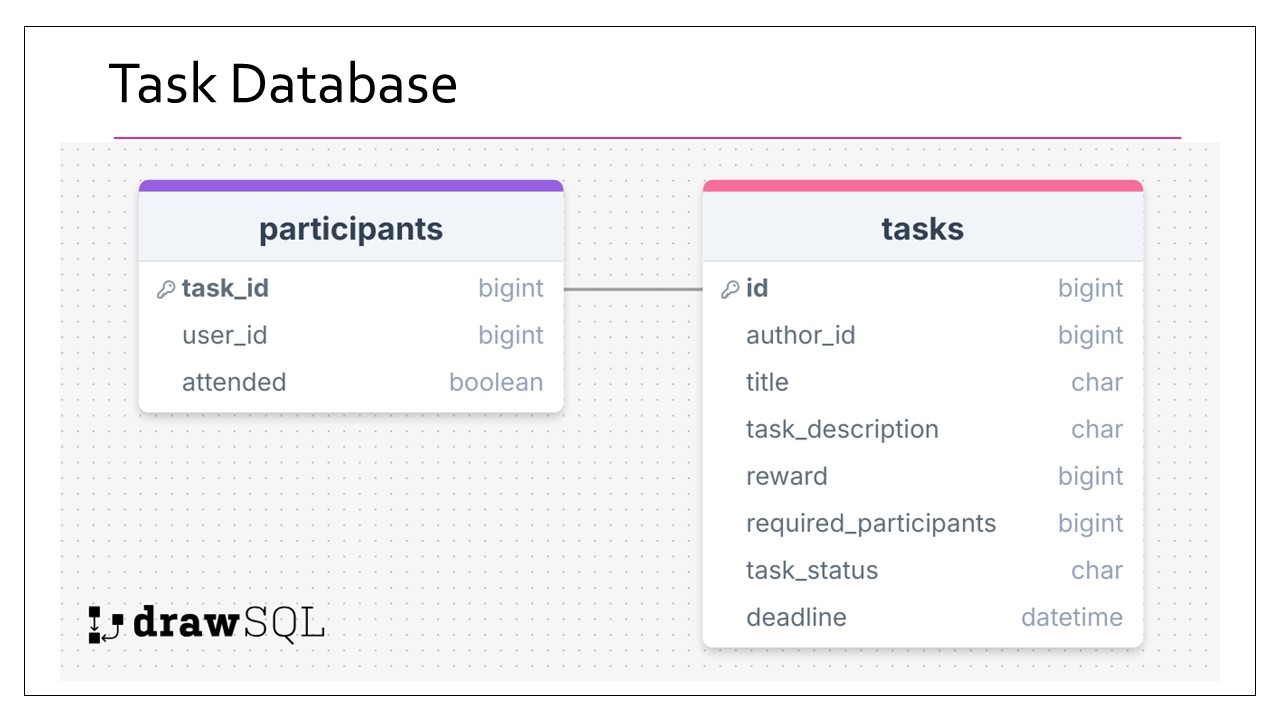 Task Database
participants
task_id bigint
user_id bigint
attended boolean
tasks
id bigint
author_id bigint
title char
task_description char
reward bigint
required_participants bigint
task_status char
deadline datetime
drawSQL